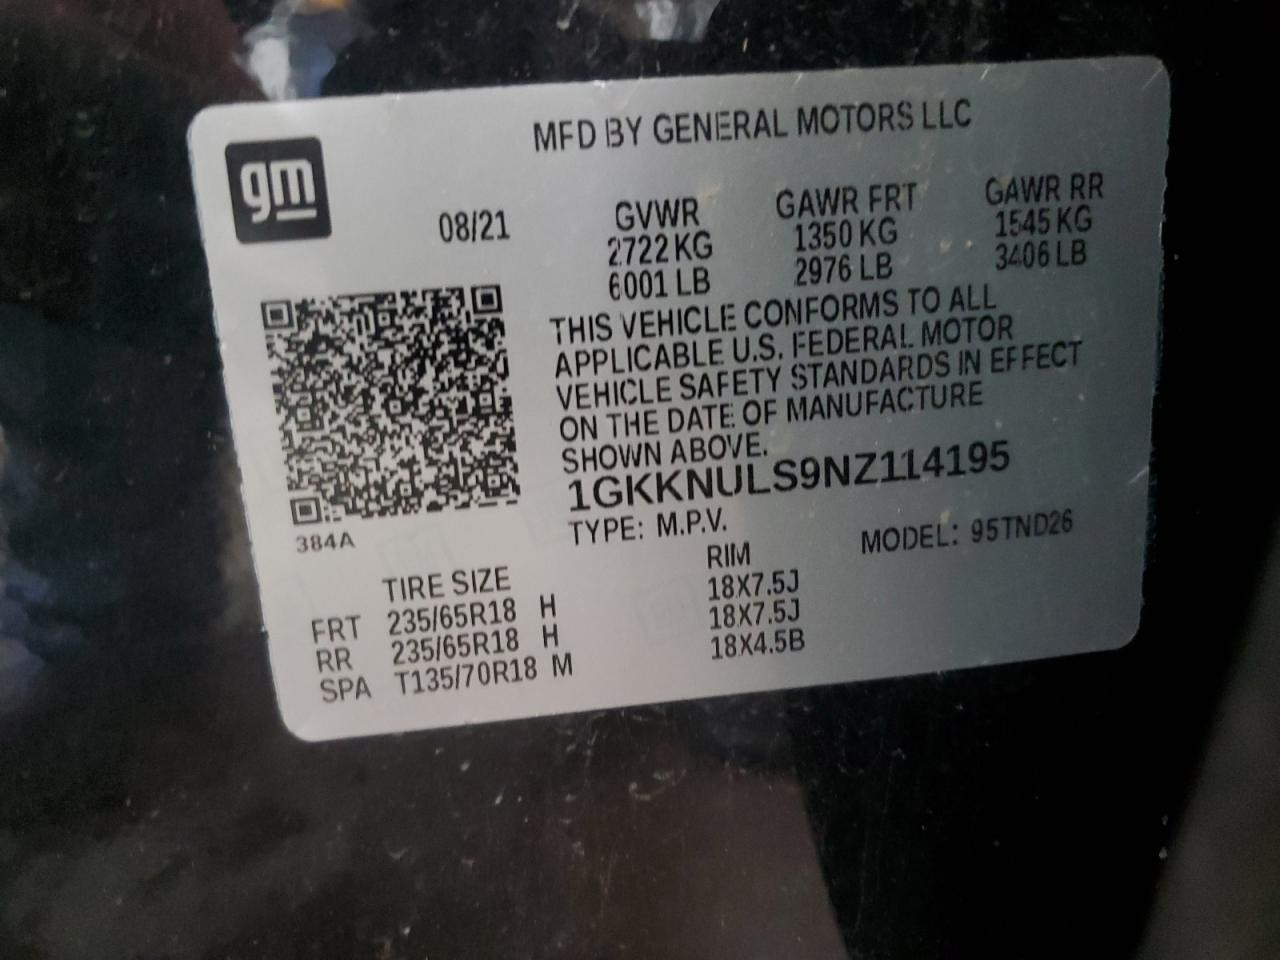 MFD BY GENERAL MOTORS LLC
gm
08/21
GVWR GAWR FRT GAWR RR
2722 KG 1350 KG 1545 KG
6001 LB 2976 LB 3406 LB
THIS VEHICLE CONFORMS TO ALL
APPLICABLE U.S. FEDERAL MOTOR
VEHICLE SAFETY STANDARDS IN EFFECT
ON THE DATE OF MANUFACTURE
SHOWN ABOVE.
1GKKNULS9NZ114195
TYPE: M.P.V. MODEL: 95TND26
384A
TIRE SIZE RIM
FRT 235/65R18 H 18X7.5J
RR 235/65R18 H 18X7.5J
SPA T135/70R18 M 18X4.5B